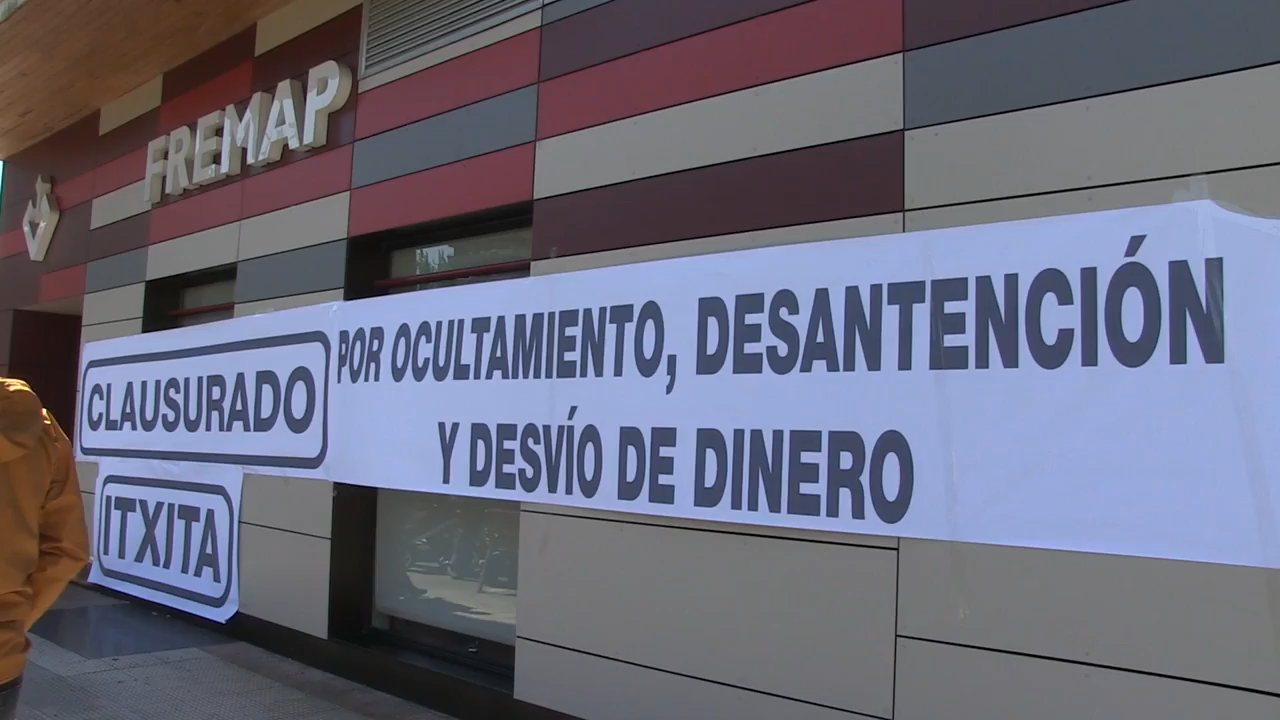 FREMAP
CLAUSURADO
POR OCULTAMIENTO, DESANTENCIÓN
Y DESVÍO DE DINERO
ITXITA